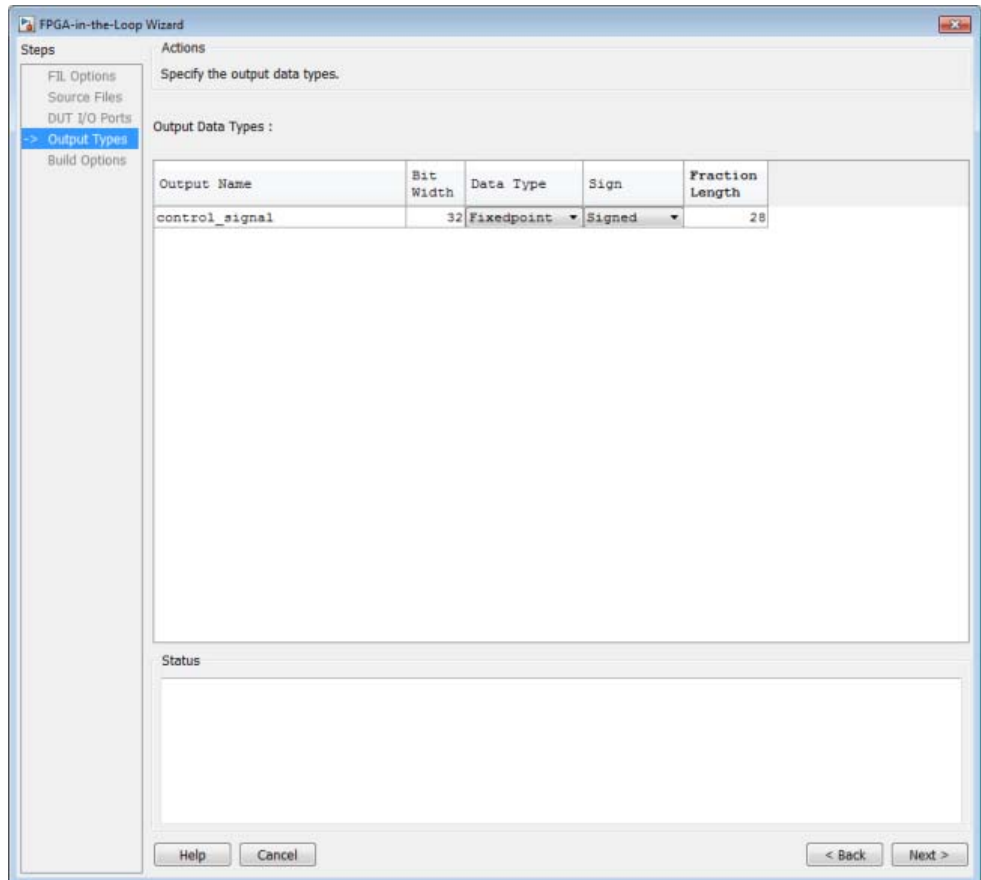 FPGA-in-the-Loop Wizard
Steps
FIL Options
Source Files
DUT I/O Ports
-> Output Types
Build Options
Actions
Specify the output data types.
Output Data Types :
Output Name Bit Width Data Type Sign Fraction Length
control_signal 32 Fixedpoint Signed 28
Status
Help Cancel < Back Next >